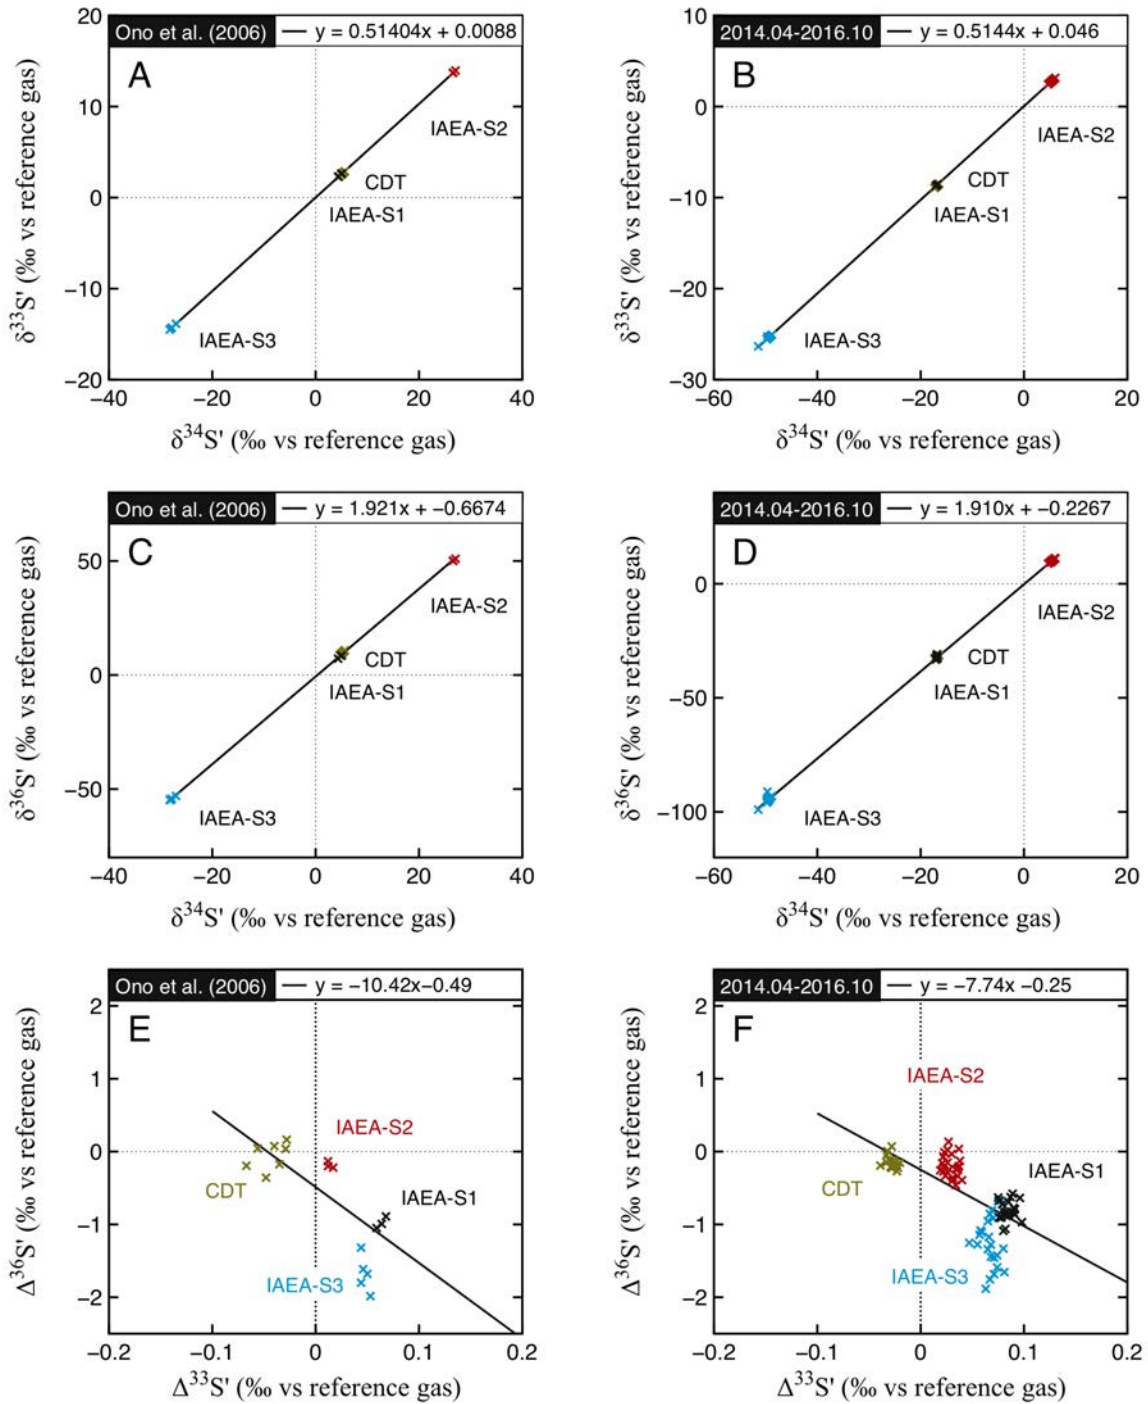 Ono et al. (2006) — y = 0.51404x + 0.0088
A
20
10
0
−10
−20
IAEA-S2
CDT
IAEA-S1
IAEA-S3
−40 −20 0 20 40
δ³³S' (‰ vs reference gas)
δ³⁴S' (‰ vs reference gas)
2014.04-2016.10 — y = 0.5144x + 0.046
B
10
0
−10
−20
−30
IAEA-S2
CDT
IAEA-S1
IAEA-S3
−60 −40 −20 0 20
δ³³S' (‰ vs reference gas)
δ³⁴S' (‰ vs reference gas)
Ono et al. (2006) — y = 1.921x + −0.6674
C
50
0
−50
IAEA-S2
CDT
IAEA-S1
IAEA-S3
−40 −20 0 20 40
δ³⁶S' (‰ vs reference gas)
δ³⁴S' (‰ vs reference gas)
2014.04-2016.10 — y = 1.910x + −0.2267
D
0
−50
−100
IAEA-S2
CDT
IAEA-S1
IAEA-S3
−60 −40 −20 0 20
δ³⁶S' (‰ vs reference gas)
δ³⁴S' (‰ vs reference gas)
Ono et al. (2006) — y = −10.42x−0.49
E
2
1
0
−1
−2
IAEA-S2
CDT
IAEA-S1
IAEA-S3
−0.2 −0.1 0 0.1 0.2
Δ³⁶S' (‰ vs reference gas)
Δ³³S' (‰ vs reference gas)
2014.04-2016.10 — y = −7.74x −0.25
F
2
1
0
−1
−2
IAEA-S2
IAEA-S1
CDT
IAEA-S3
−0.2 −0.1 0 0.1 0.2
Δ³⁶S' (‰ vs reference gas)
Δ³³S' (‰ vs reference gas)